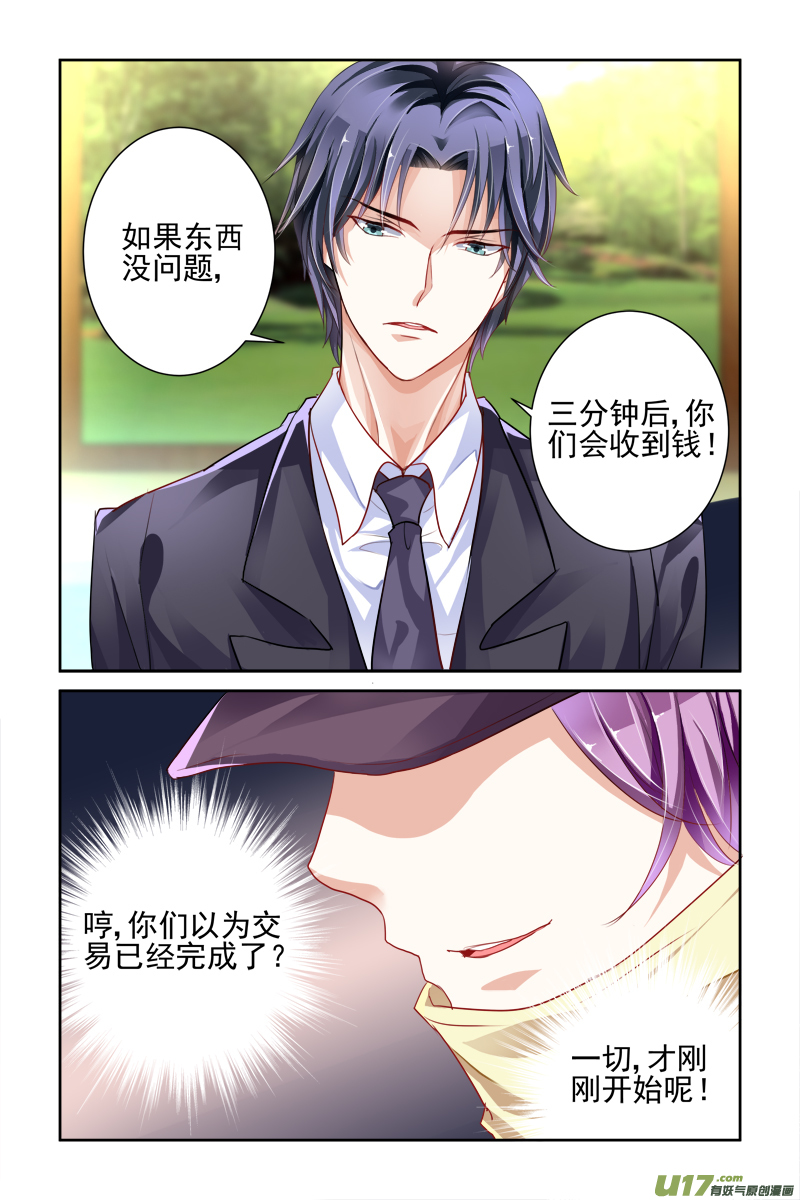 如果东西
没问题,
三分钟后,你
们会收到钱!
哼,你们以为交
易已经完成了?
一切,才刚
刚开始呢!
U17.com
有妖气原创漫画